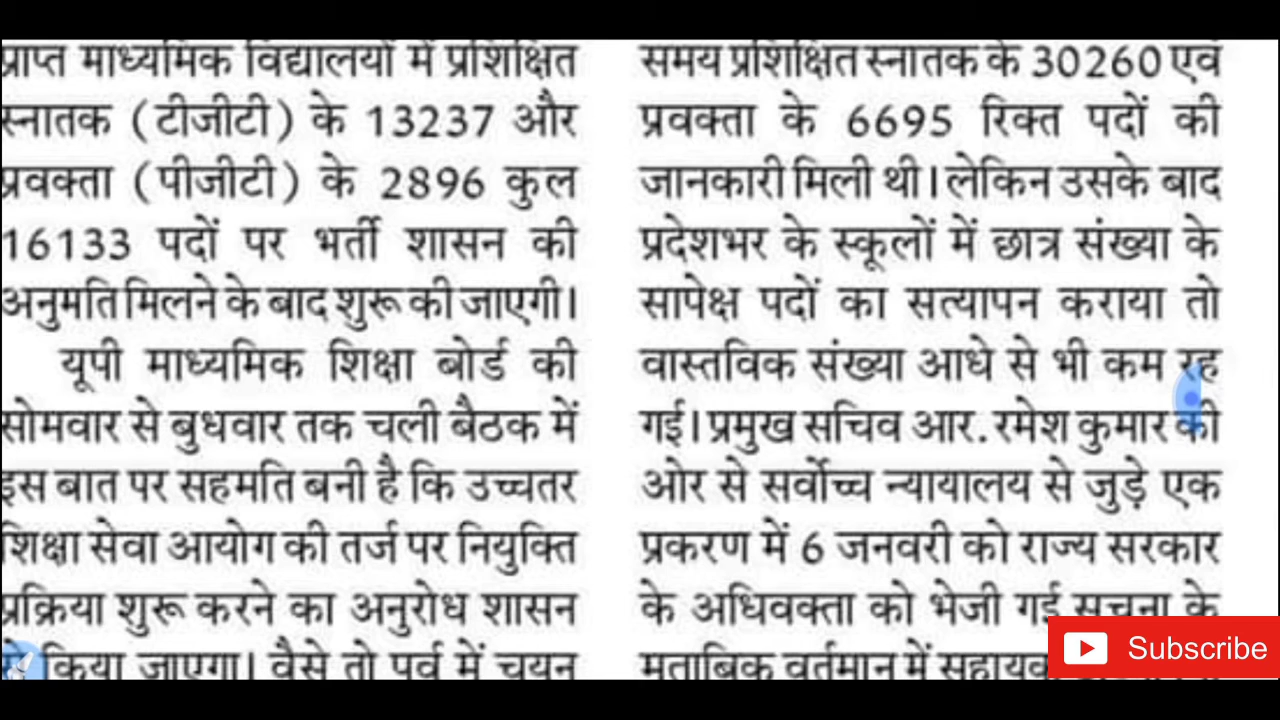 प्राप्त माध्यमिक विद्यालयों में प्रशिक्षित
स्नातक (टीजीटी) के 13237 और
प्रवक्ता (पीजीटी) के 2896 कुल
16133 पदों पर भर्ती शासन की
अनुमति मिलने के बाद शुरू की जाएगी।
यूपी माध्यमिक शिक्षा बोर्ड की
सोमवार से बुधवार तक चली बैठक में
इस बात पर सहमति बनी है कि उच्चतर
शिक्षा सेवा आयोग की तर्ज पर नियुक्ति
प्रक्रिया शुरू करने का अनुरोध शासन
से किया जाएगा। वैसे तो पूर्व में चयन
समय प्रशिक्षित स्नातक के 30260 एवं
प्रवक्ता के 6695 रिक्त पदों की
जानकारी मिली थी। लेकिन उसके बाद
प्रदेशभर के स्कूलों में छात्र संख्या के
सापेक्ष पदों का सत्यापन कराया तो
वास्तविक संख्या आधे से भी कम रह
गई। प्रमुख सचिव आर. रमेश कुमार की
ओर से सर्वोच्च न्यायालय से जुड़े एक
प्रकरण में 6 जनवरी को राज्य सरकार
के अधिवक्ता को भेजी गई सूचना के
मुताबिक वर्तमान में सहायक
Subscribe